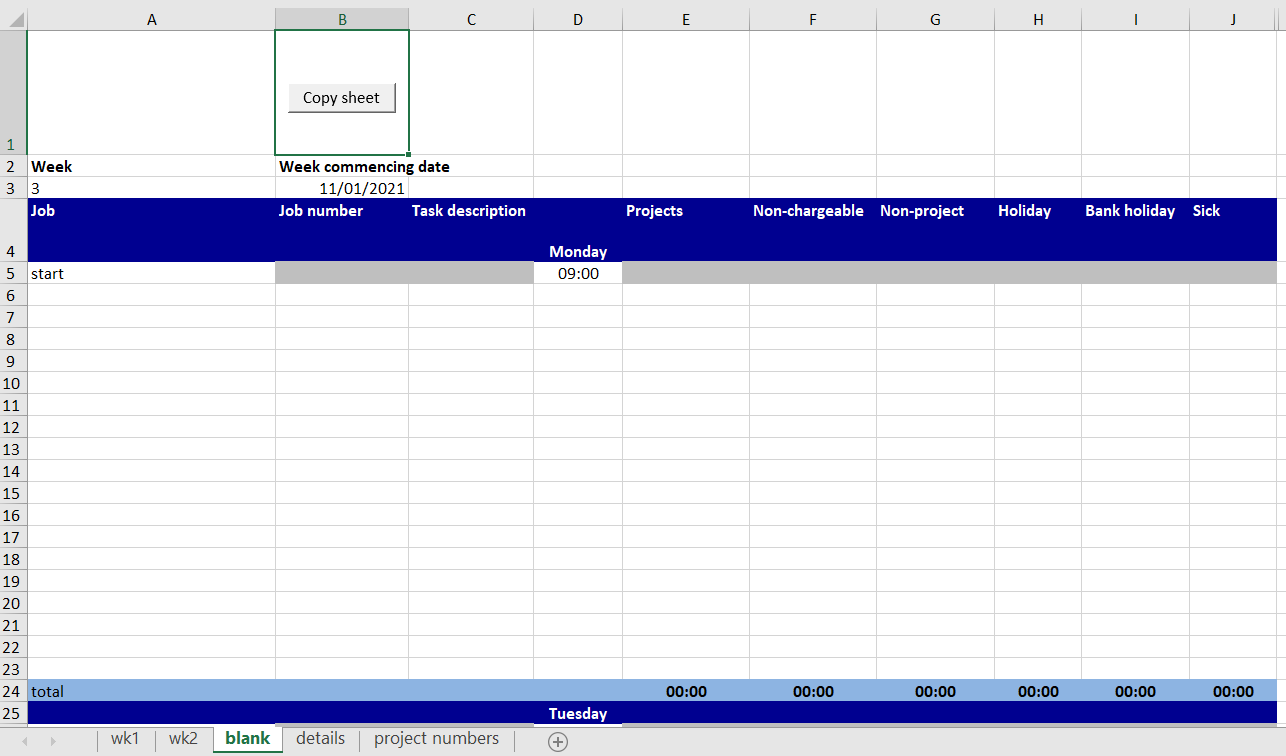 A B C D E F G H I J
Copy sheet
1
2 Week Week commencing date
3 3 11/01/2021
Job Job number Task description Projects Non-chargeable Non-project Holiday Bank holiday Sick
4 Monday
5 start 09:00
6
7
8
9
10
11
12
13
14
15
16
17
18
19
20
21
22
23
24 total 00:00 00:00 00:00 00:00 00:00 00:00
25 Tuesday
wk1 wk2 blank details project numbers